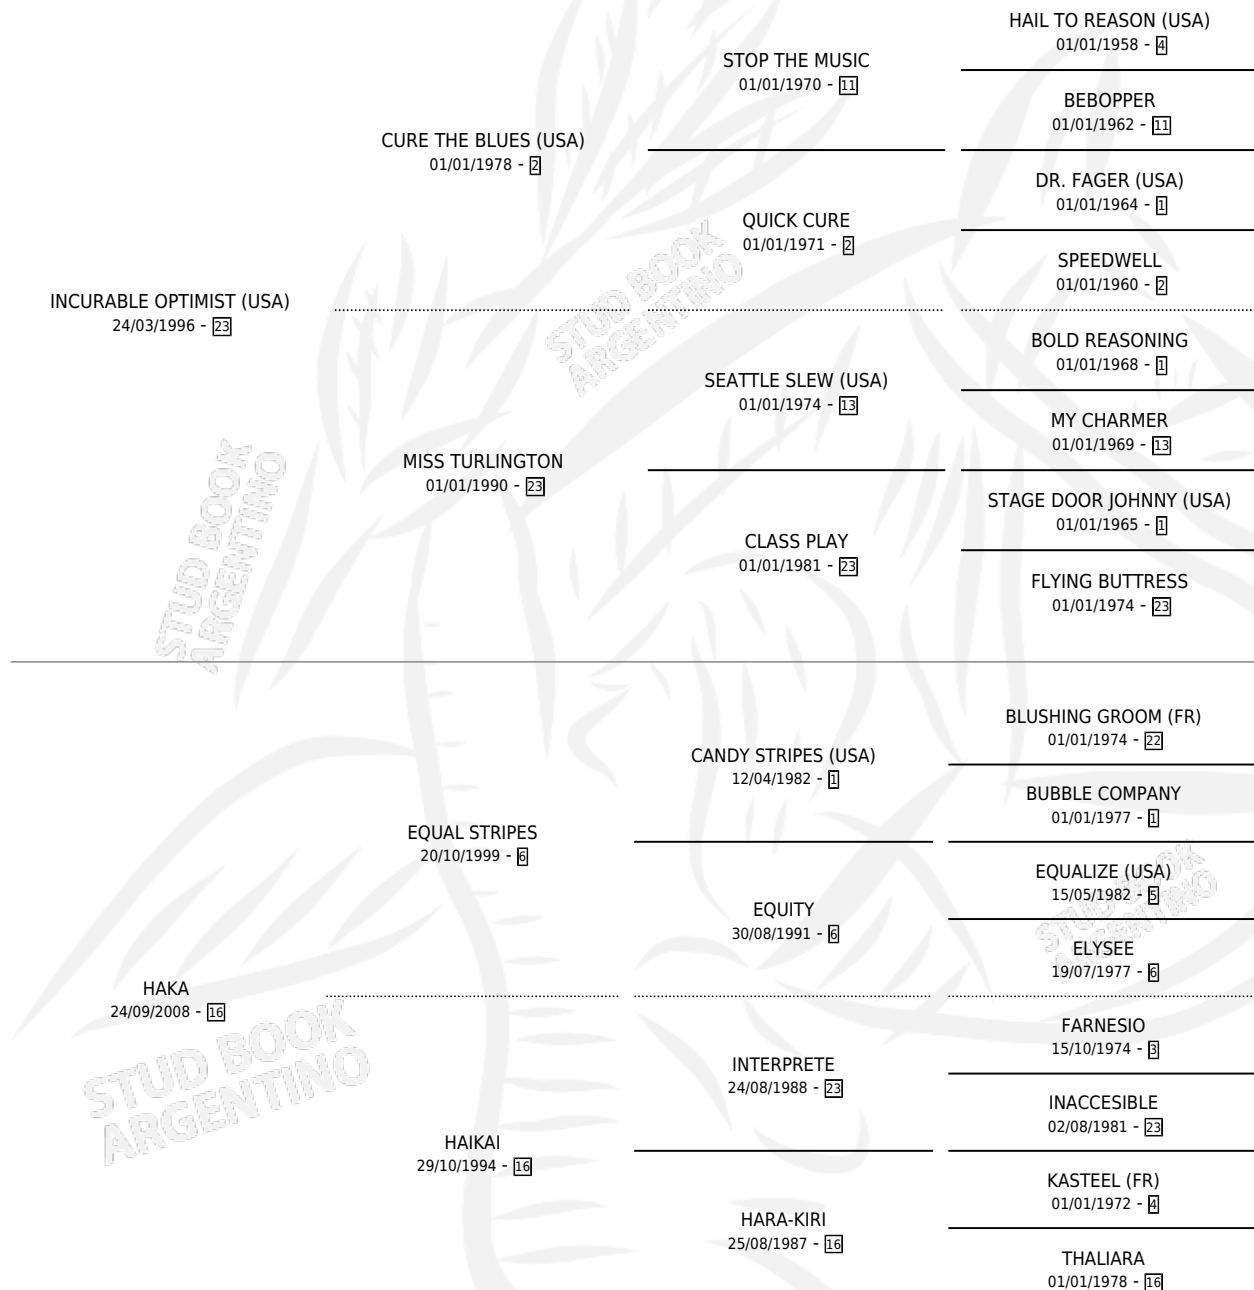 HAIL TO REASON (USA)
01/01/1958 - 4
STOP THE MUSIC
01/01/1970 - 11
BEBOPPER
01/01/1962 - 11
CURE THE BLUES (USA)
01/01/1978 - 2
DR. FAGER (USA)
01/01/1964 - 1
QUICK CURE
01/01/1971 - 2
SPEEDWELL
01/01/1960 - 2
INCURABLE OPTIMIST (USA)
24/03/1996 - 23
BOLD REASONING
01/01/1968 - 1
SEATTLE SLEW (USA)
01/01/1974 - 13
MY CHARMER
01/01/1969 - 13
MISS TURLINGTON
01/01/1990 - 23
STAGE DOOR JOHNNY (USA)
01/01/1965 - 1
CLASS PLAY
01/01/1981 - 23
FLYING BUTTRESS
01/01/1974 - 23
BLUSHING GROOM (FR)
01/01/1974 - 22
CANDY STRIPES (USA)
12/04/1982 - 1
BUBBLE COMPANY
01/01/1977 - 1
EQUAL STRIPES
20/10/1999 - 6
EQUALIZE (USA)
15/05/1982 - 5
EQUITY
30/08/1991 - 6
ELYSEE
19/07/1977 - 6
HAKA
24/09/2008 - 16
FARNESIO
15/10/1974 - 3
INTERPRETE
24/08/1988 - 23
INACCESIBLE
02/08/1981 - 23
HAIKAI
29/10/1994 - 16
KASTEEL (FR)
01/01/1972 - 4
HARA-KIRI
25/08/1987 - 16
THALIARA
01/01/1978 - 16
STUD BOOK
ARGENTINO
STUD BOOK
ARGENTINO
STUD BOOK
ARGENTINO
STUD BOOK
ARGENTINO